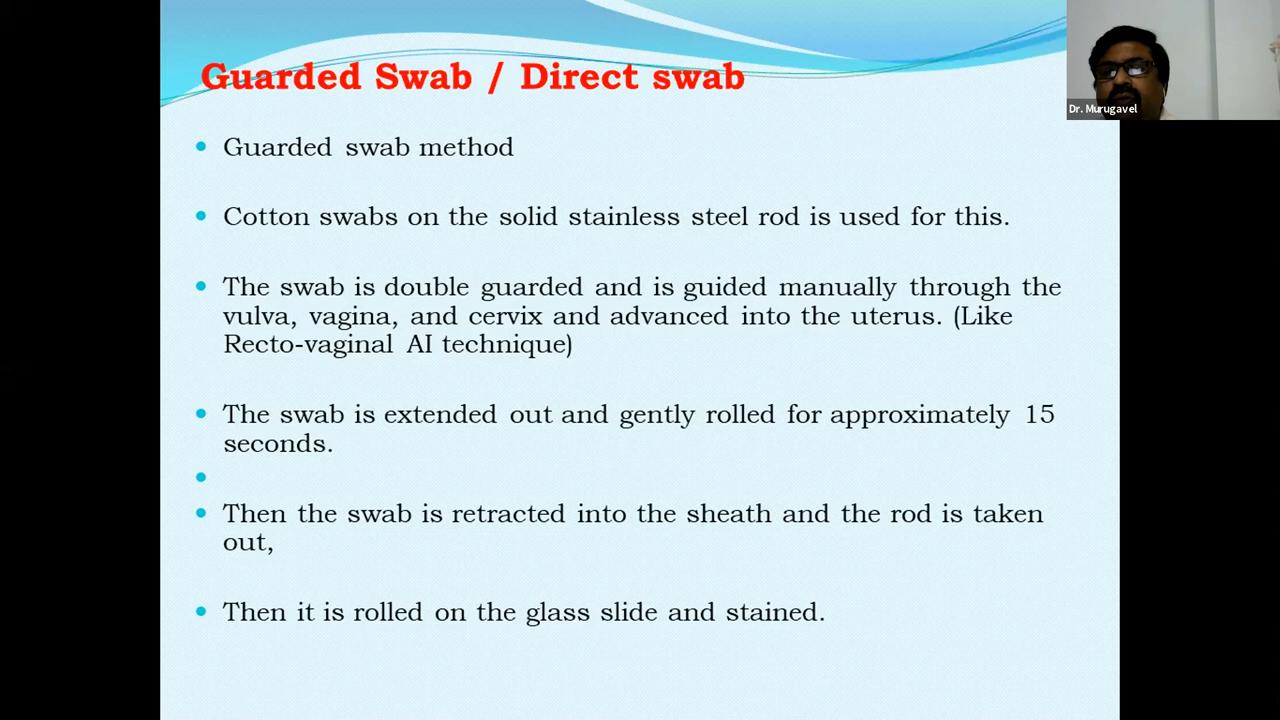 Guarded Swab / Direct swab
Dr. Murugavel
Guarded swab method
Cotton swabs on the solid stainless steel rod is used for this.
The swab is double guarded and is guided manually through the
vulva, vagina, and cervix and advanced into the uterus. (Like
Recto-vaginal AI technique)
The swab is extended out and gently rolled for approximately 15
seconds.
Then the swab is retracted into the sheath and the rod is taken
out,
Then it is rolled on the glass slide and stained.